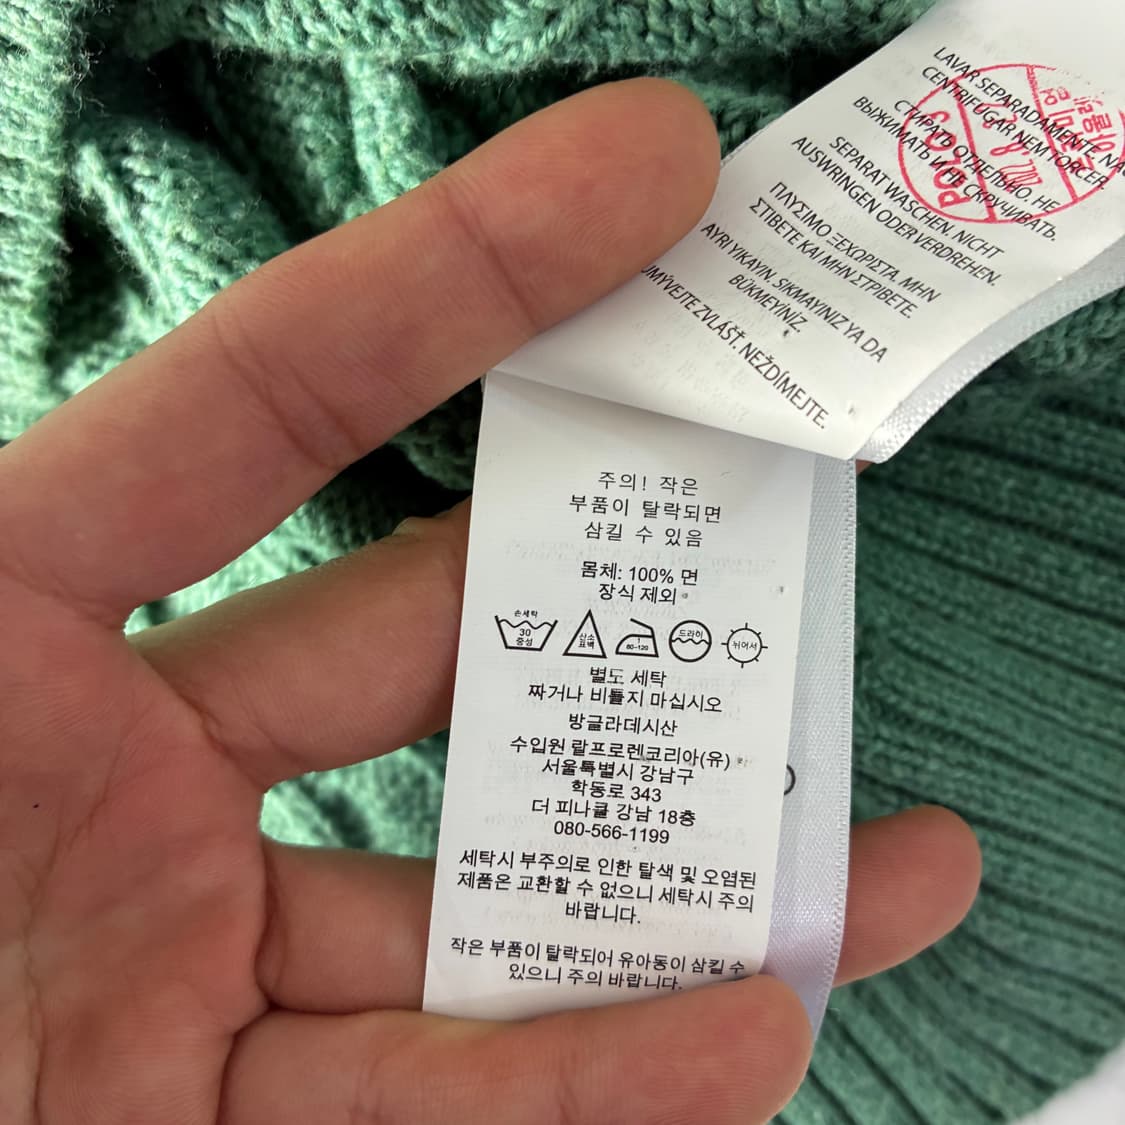 LAVAR SEPARADAMENTE. NÃO
CENTRIFUGAR NEM TORCER.
СТИРАТЬ ОТДЕЛЬНО. НЕ
ВЫЖИМАТЬ И НЕ СКРУЧИВАТЬ.
SEPARAT WASCHEN. NICHT
AUSWRINGEN ODER VERDREHEN.
ΠΛΥΣΙΜΟ ΞΕΧΩΡΙΣΤΑ. ΜΗΝ
ΣΤΙΒΕΤΕ ΚΑΙ ΜΗΝ ΣΤΡΙΒΕΤΕ.
AYRI YIKAYIN. SIKMAYINIZ YA DA
BÜKMEYİNİZ.
ZVLÁŠŤ. NEŽDÍMEJTE.
주의! 작은
부품이 탈락되면
삼킬 수 있음
몸체: 100% 면
장식 제외
손세탁
30
중성
산소
표백
80-120
드라이
뉘어서
별도 세탁
짜거나 비틀지 마십시오
방글라데시산
수입원 랄프로렌코리아(유)
서울특별시 강남구
학동로 343
더 피나클 강남 18층
080-566-1199
세탁시 부주의로 인한 탈색 및 오염된
제품은 교환할 수 없으니 세탁시 주의
바랍니다.
작은 부품이 탈락되어 유아동이 삼킬 수
있으니 주의 바랍니다.